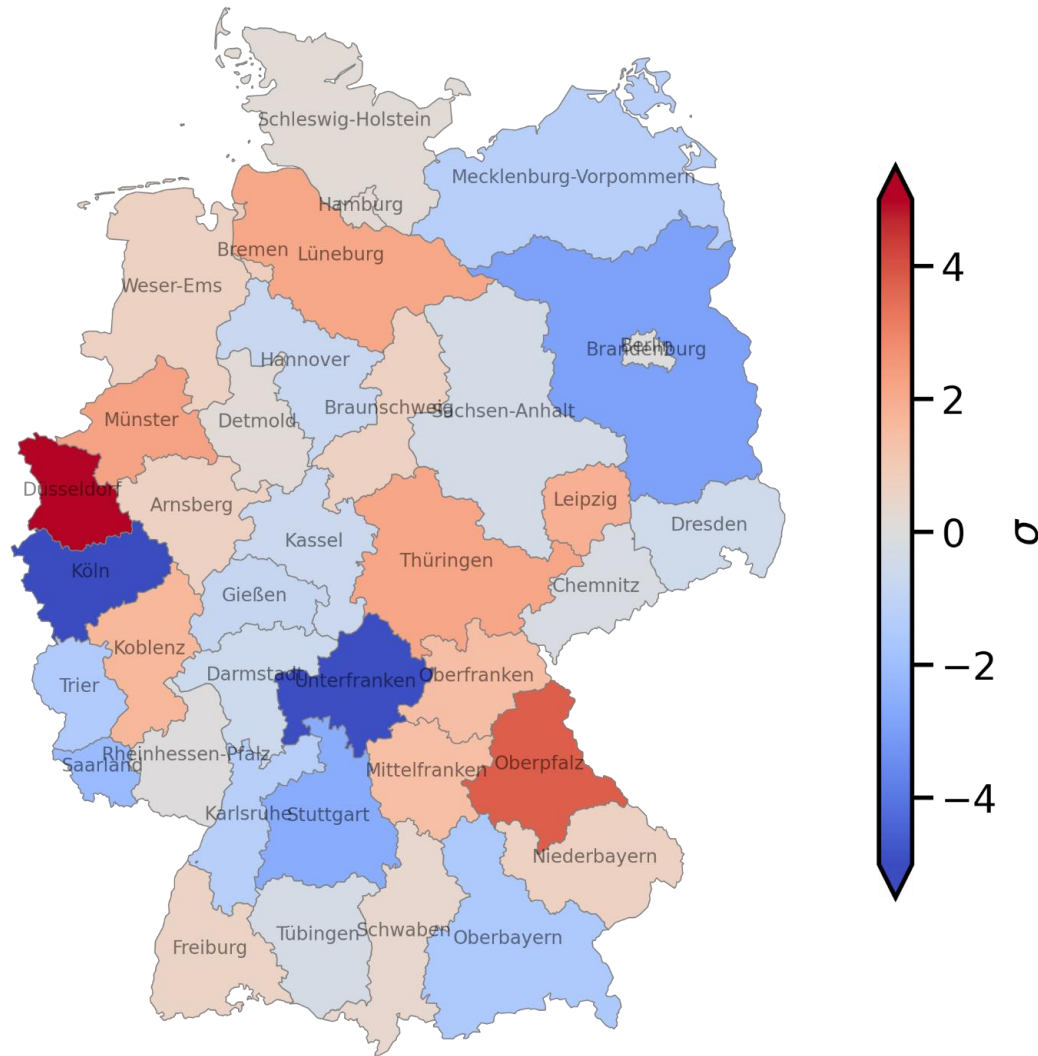 Schleswig-Holstein
Mecklenburg-Vorpommern
Hamburg
Bremen
Lüneburg
Weser-Ems
Berlin
Brandenburg
Hannover
Braunschweig
Sachsen-Anhalt
Münster
Detmold
Düsseldorf
Arnsberg
Leipzig
Dresden
Kassel
Thüringen
Köln
Chemnitz
Gießen
Koblenz
Darmstadt
Unterfranken
Oberfranken
Trier
Rheinhessen-Pfalz
Saarland
Mittelfranken
Oberpfalz
Karlsruhe
Stuttgart
Niederbayern
Freiburg
Tübingen
Schwaben
Oberbayern
4
2
0
−2
−4
σ